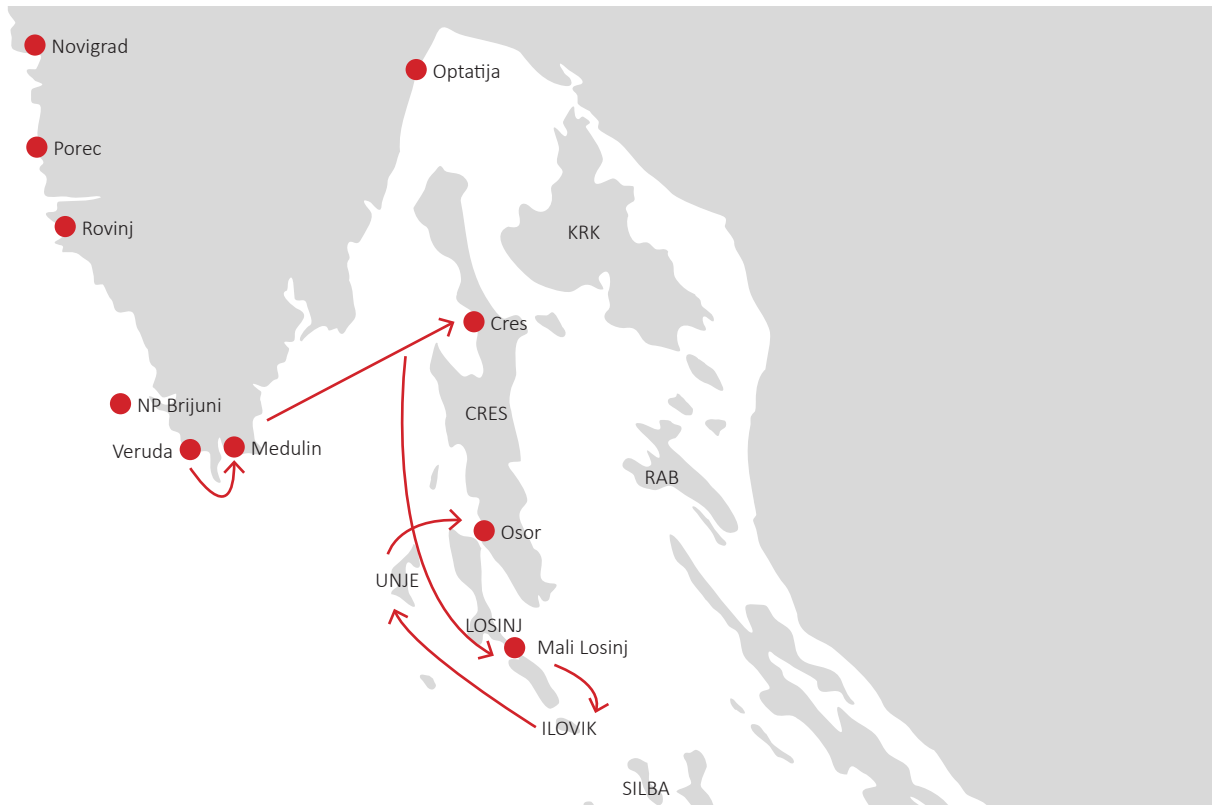 Novigrad
Optatija
Porec
Rovinj
KRK
Cres
NP Brijuni
CRES
Veruda
Medulin
RAB
Osor
UNJE
LOSINJ
Mali Losinj
ILOVIK
SILBA